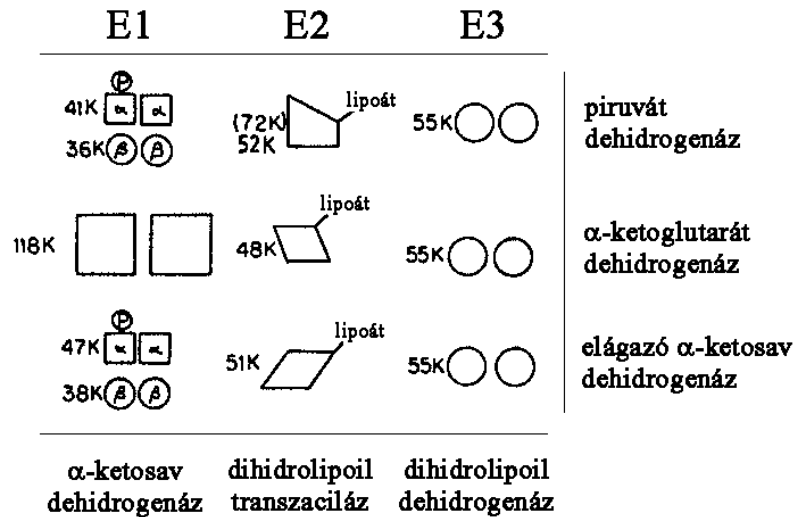 E1 E2 E3
P
41K α α
36K β β
(72K)
52K
lipoát
55K
piruvát
dehidrogenáz
118K
48K
lipoát
55K
α-ketoglutarát
dehidrogenáz
P
47K α α
38K β β
51K
lipoát
55K
elágazó α-ketosav
dehidrogenáz
α-ketosav
dehidrogenáz
dihidrolipoil
transzaciláz
dihidrolipoil
dehidrogenáz